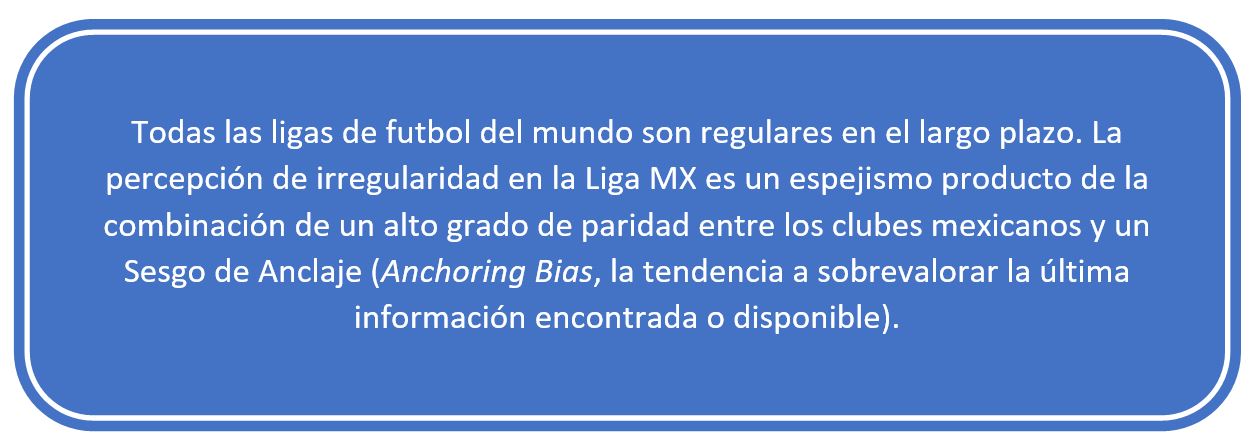 Todas las ligas de futbol del mundo son regulares en el largo plazo. La
percepción de irregularidad en la Liga MX es un espejismo producto de la
combinación de un alto grado de paridad entre los clubes mexicanos y un
Sesgo de Anclaje (Anchoring Bias, la tendencia a sobrevalorar la última
información encontrada o disponible).